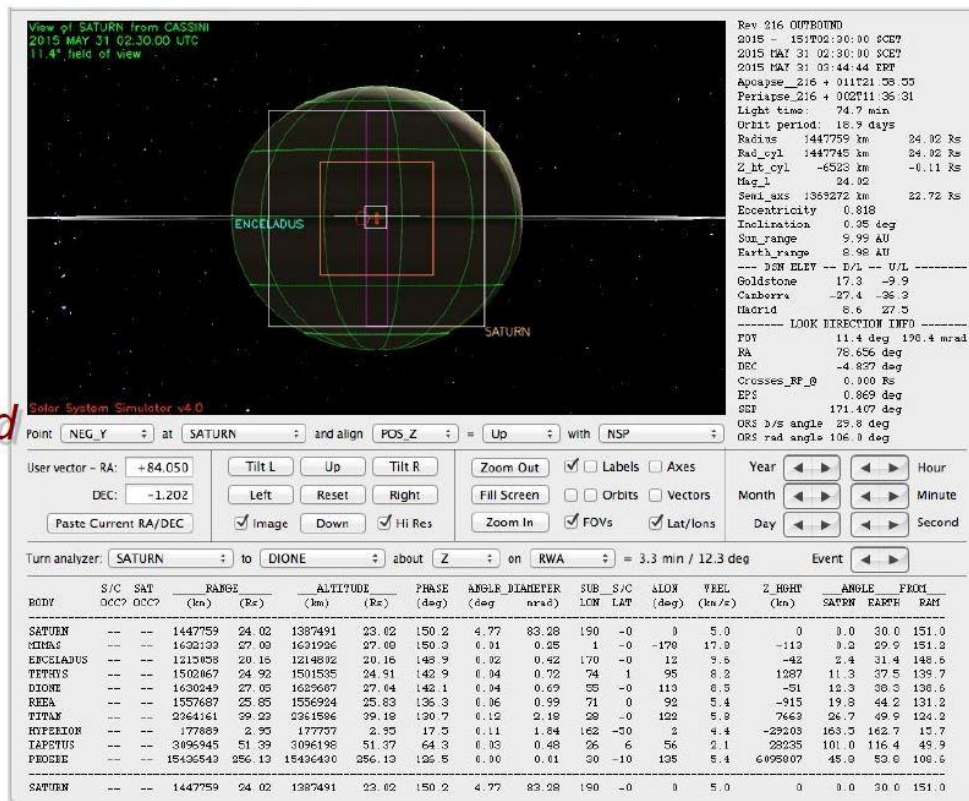 View of SATURN from CASSINI
2015 MAY 31 02:30:00 UTC
11.4° field of view
ENCELADUS
SATURN
Solar System Simulator v4.0
Rev 216 OUTBOUND
2015 - 151T02:30:00 SCET
2015 MAY 31 02:30:00 SCET
2015 MAY 31 03:44:44 ERT
Apoapse_216 + 011T21:58:55
Periapse_216 + 002T11:36:31
Light time: 74.7 min
Orbit period: 18.9 days
Radius 1447759 km 24.02 Rs
Rad_cyl 1447745 km 24.02 Rs
Z_ht_cyl -6523 km -0.11 Rs
Mag_l 24.02
Semi_axs 1369272 km 22.72 Rs
Eccentricity 0.818
Inclination 0.35 deg
Sun_range 9.99 AU
Earth_range 8.98 AU
--- DSN ELEV -- D/L -- U/L -------
Goldstone 17.3 -9.9
Canberra -27.4 -36.3
Madrid 8.6 27.5
------- LOOK DIRECTION INFO -------
FOV 11.4 deg 198.4 mrad
RA 78.656 deg
DEC -4.837 deg
Crosses_RP_@ 0.000 Rs
EPS 0.869 deg
SEP 171.407 deg
ORS b/s angle 29.8 deg
ORS rad angle 106.0 deg
d
Point NEG_Y at SATURN and align POS_Z = Up with NSP
User vector - RA: +84.050 Tilt L Up Tilt R Zoom Out Labels Axes Year Hour
DEC: -1.202 Left Reset Right Fill Screen Orbits Vectors Month Minute
Paste Current RA/DEC Image Down Hi Res Zoom In FOVs Lat/lons Day Second
Turn analyzer: SATURN to DIONE about Z on RWA = 3.3 min / 12.3 deg Event
S/C SAT RANGE ALTITUDE PHASE ANGLR_DIAMETER SUB_S/C ΔLON VREL Z_HGHT ANGLE FROM
BODY OCC? OCC? (km) (Rs) (km) (Rs) (deg) (deg mrad) LON LAT (deg) (km/s) (km) SATRN EARTH RAM
SATURN -- -- 1447759 24.02 1387491 23.02 150.2 4.77 83.28 190 -0 0 5.0 0 0.0 30.0 151.0
MIMAS -- -- 1632133 27.08 1631926 27.08 150.3 0.01 0.25 1 -0 -178 17.8 -113 0.2 29.9 151.2
ENCELADUS -- -- 1215058 20.16 1214802 20.16 148.9 0.02 0.42 170 -0 12 9.6 -42 2.4 31.4 148.6
TETHYS -- -- 1502067 24.92 1501535 24.91 142.9 0.04 0.72 74 1 95 8.2 1287 11.3 37.5 139.7
DIONE -- -- 1630249 27.05 1629687 27.04 142.1 0.04 0.69 55 -0 113 8.5 -51 12.3 38.3 138.6
RHEA -- -- 1557687 25.85 1556924 25.83 136.3 0.06 0.99 71 0 92 5.4 -915 19.8 44.2 131.2
TITAN -- -- 2364161 39.23 2361586 39.18 130.7 0.12 2.18 28 -0 122 5.8 7663 26.7 49.9 124.2
HYPERION -- -- 177889 2.95 177757 2.95 17.5 0.11 1.84 162 -50 2 4.4 -29203 163.5 162.7 15.7
IAPETUS -- -- 3096945 51.39 3096198 51.37 64.3 0.03 0.48 26 6 56 2.1 28235 101.0 116.4 49.9
PHOEBE -- -- 15436543 256.13 15436430 256.13 126.5 0.00 0.01 30 -10 135 5.4 6095807 45.8 53.8 108.6
SATURN -- -- 1447759 24.02 1387491 23.02 150.2 4.77 83.28 190 -0 0 5.0 0 0.0 30.0 151.0